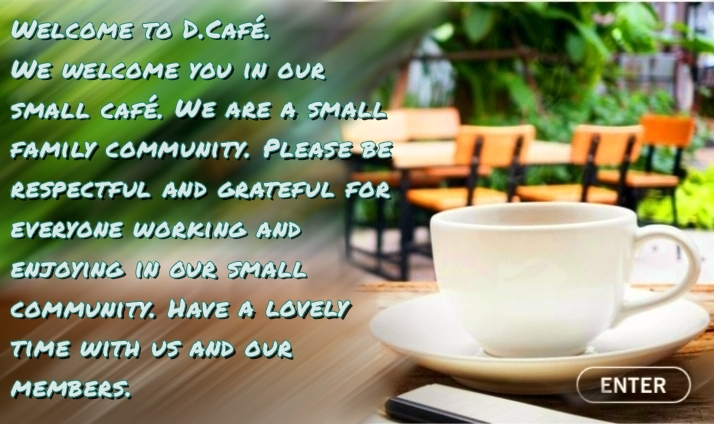 Welcome to D.Café.
We welcome you in our
small café. We are a small
family community. Please be
respectful and grateful for
everyone working and
enjoying in our small
community. Have a lovely
time with us and our
members.
ENTER